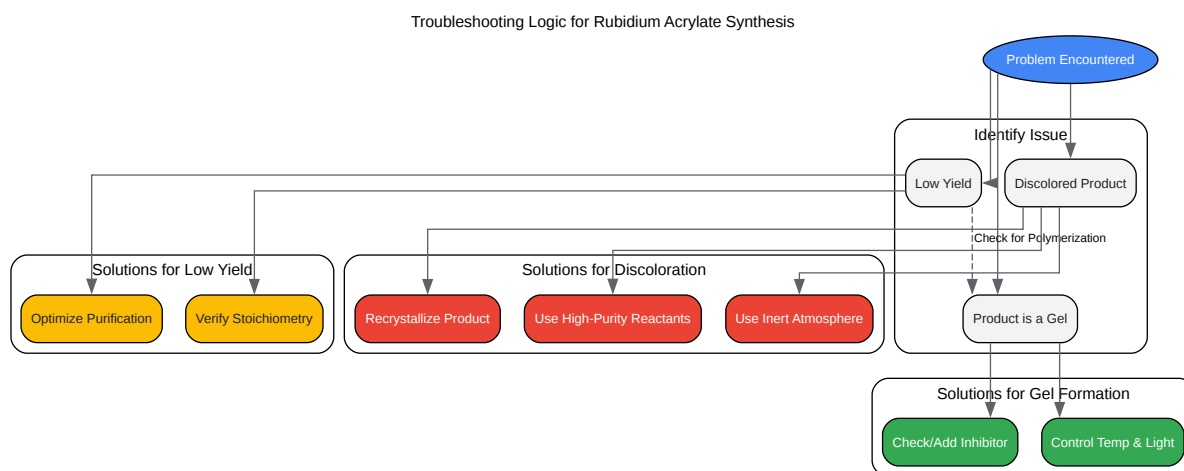 Troubleshooting Logic for Rubidium Acrylate Synthesis
Problem Encountered
Identify Issue
Low Yield
Discolored Product
Check for Polymerization
Solutions for Low Yield
Solutions for Discoloration
Optimize Purification
Verify Stoichiometry
Recrystallize Product
Use High-Purity Reactants
Use Inert Atmosphere
Product is a Gel
Solutions for Gel Formation
Check/Add Inhibitor
Control Temp & Light